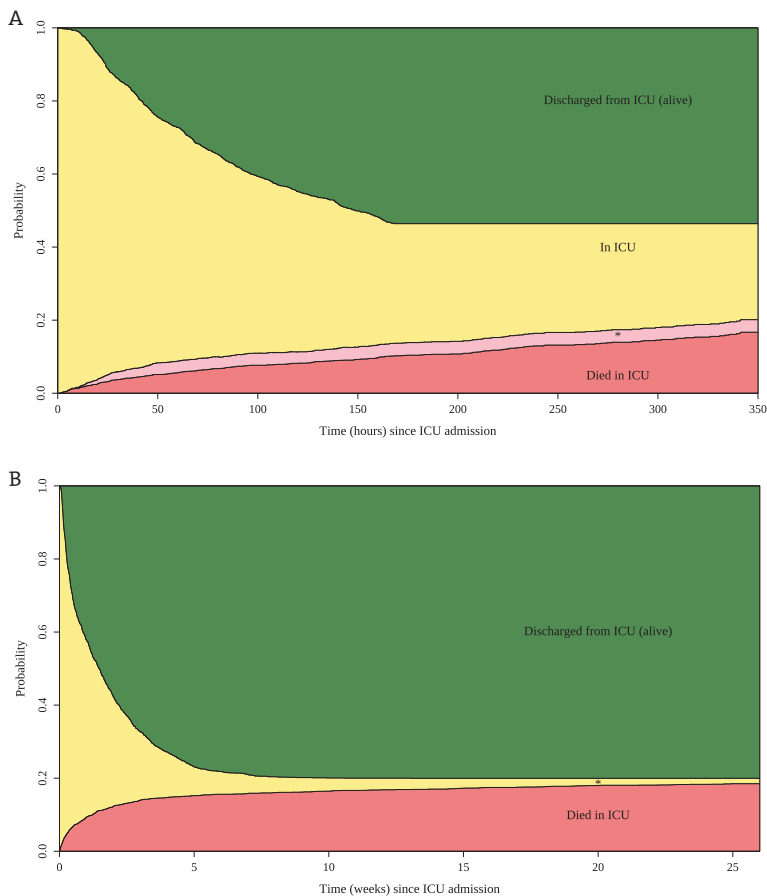 A
1.0
0.8
0.6
0.4
0.2
0.0
Probability
Discharged from ICU (alive)
In ICU
*
Died in ICU
0 50 100 150 200 250 300 350
Time (hours) since ICU admission
B
1.0
0.8
0.6
0.4
0.2
0.0
Probability
Discharged from ICU (alive)
*
Died in ICU
0 5 10 15 20 25
Time (weeks) since ICU admission